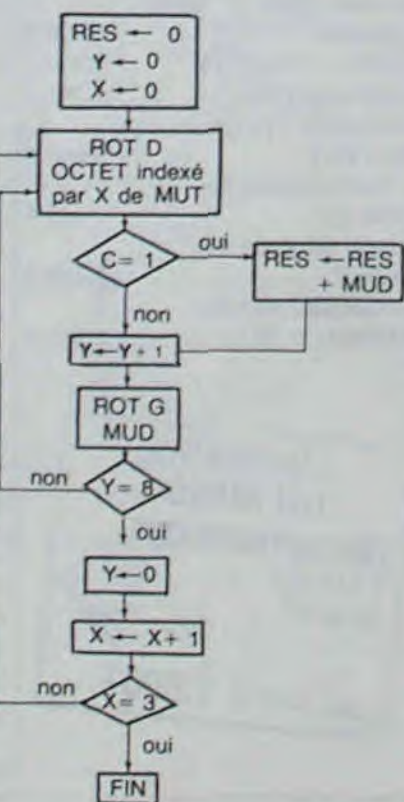 RES ← 0
Y ← 0
X ← 0
ROT D
OCTET indexé
par X de MUT
C= 1
oui
RES ← RES
+ MUD
non
Y ← Y + 1
ROT G
MUD
non
Y= 8
oui
Y←0
X ← X+ 1
non
X= 3
oui
FIN